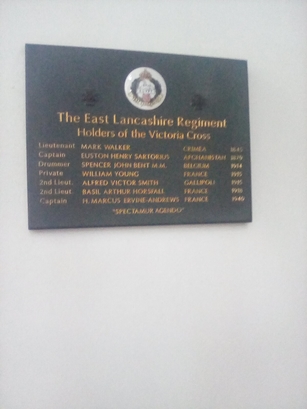 The East Lancashire Regiment
Holders of the Victoria Cross
Lieutenant MARK WALKER CRIMEA
Captain EUSTON HENRY SARTORIUS AFGHANISTAN 1879
Drummer SPENCER JOHN BENT M.M. BELGIUM 1914
Private WILLIAM YOUNG FRANCE 1915
2nd Lieut. ALFRED VICTOR SMITH GALLIPOLI 1915
2nd Lieut. BASIL ARTHUR HORSFALL FRANCE 1918
Captain H. MARCUS ERVINE-ANDREWS FRANCE 1940
"SPECTAMUR AGENDO"